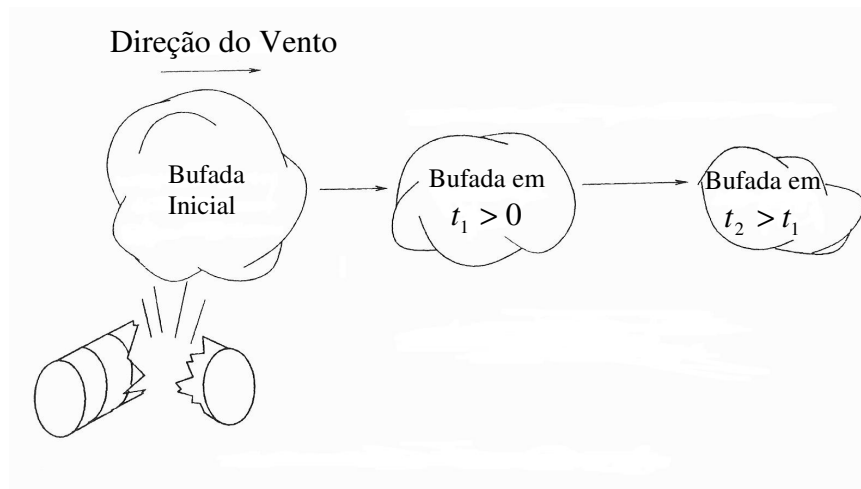 Direção do Vento
Bufada
Inicial
Bufada em
t₁ > 0
Bufada em
t₂ > t₁